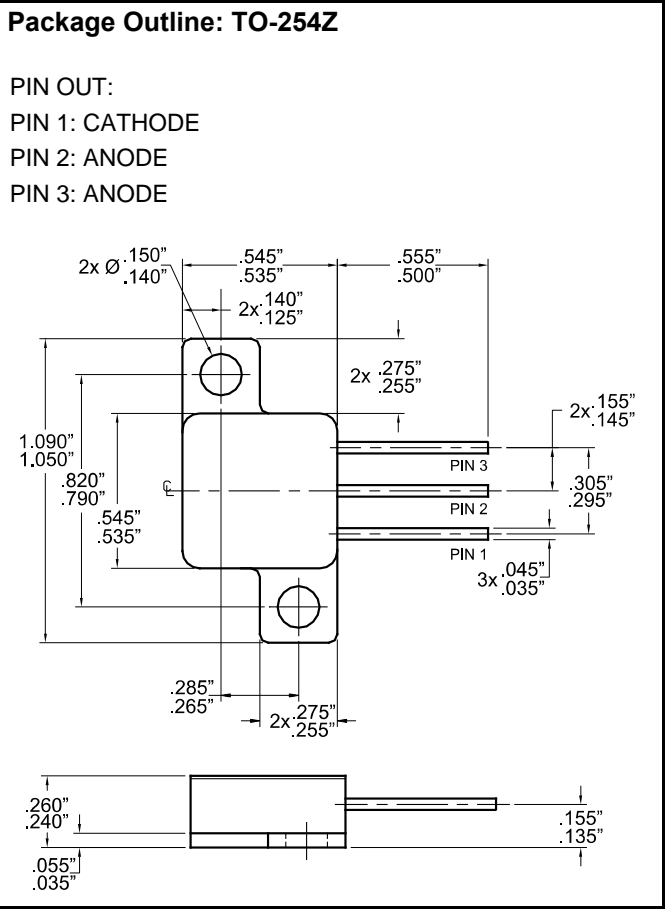 Package Outline: TO-254Z
PIN OUT:
PIN 1: CATHODE
PIN 2: ANODE
PIN 3: ANODE
2x Ø .150"
.140"
.545"
.535"
.555"
.500"
2x .140"
.125"
2x .275"
.255"
2x .155"
.145"
1.090"
1.050"
.820"
.790"
.545"
.535"
℄
PIN 3
PIN 2
PIN 1
.305"
.295"
3x .045"
.035"
.285"
.265"
2x .275"
.255"
.260"
.240"
.055"
.035"
.155"
.135"